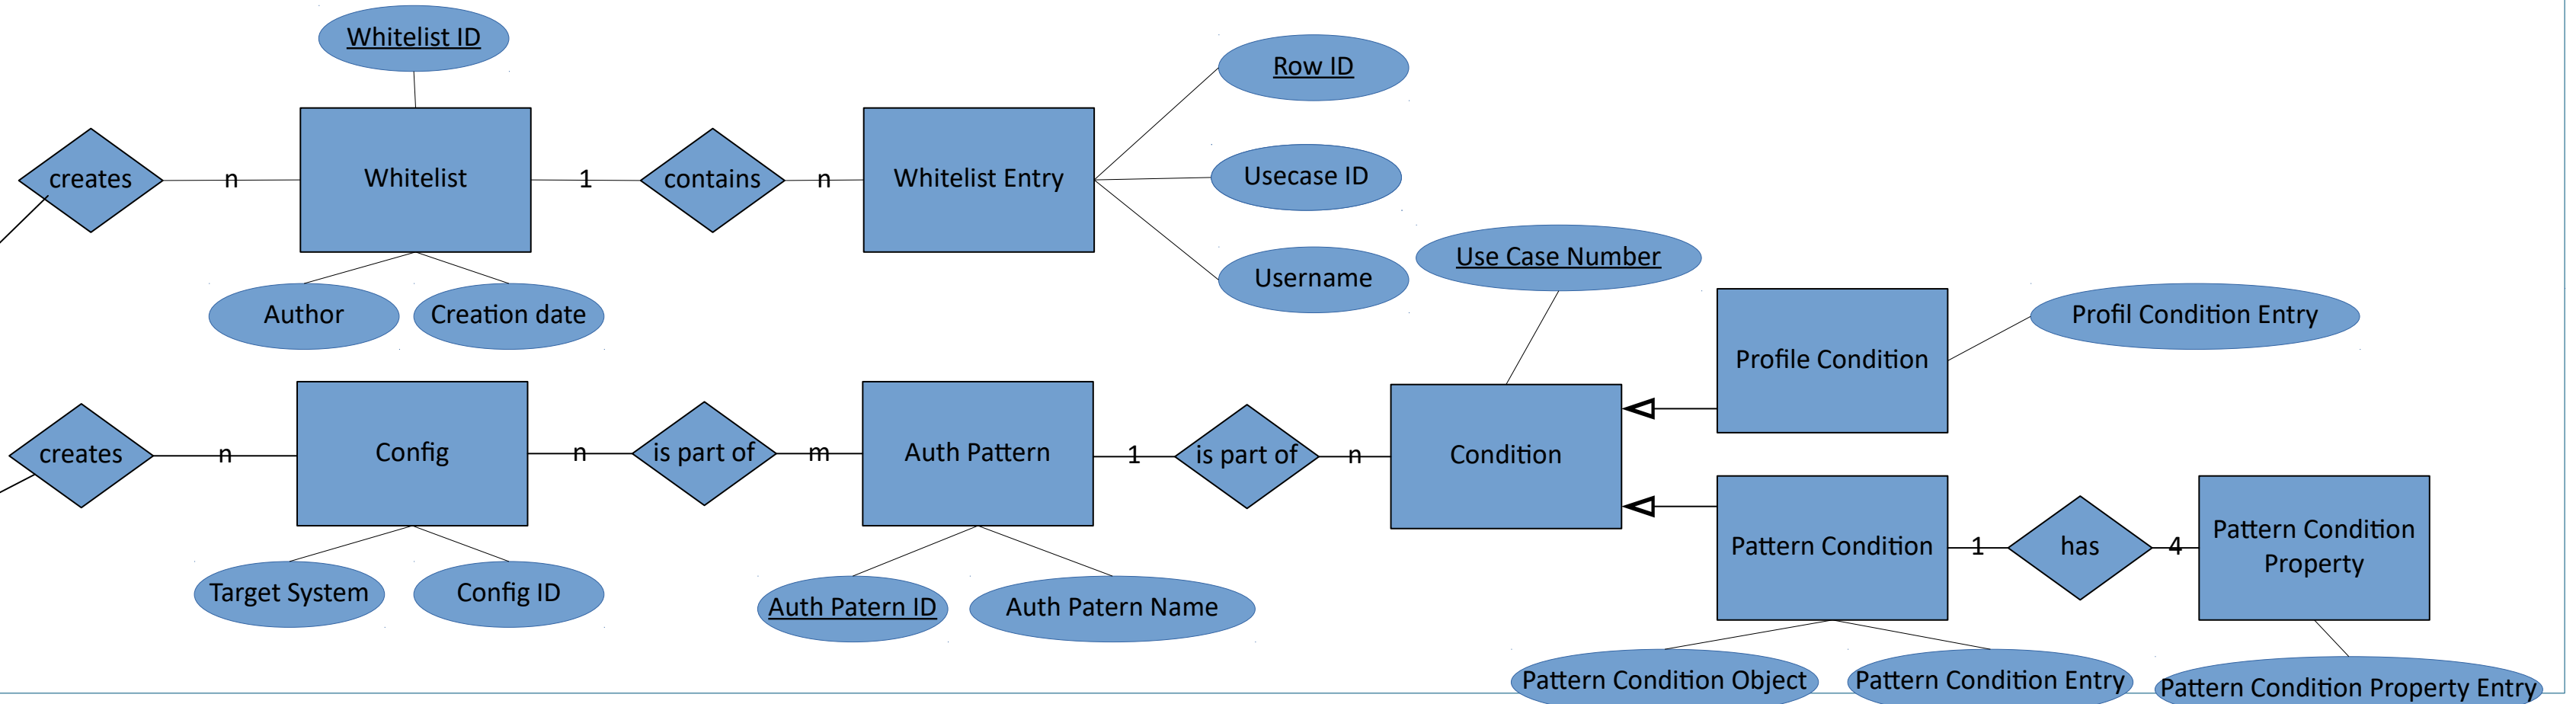 Whitelist ID
Row ID
creates
n
Whitelist
1
contains
n
Whitelist Entry
Usecase ID
Username
Author
Creation date
Use Case Number
Profile Condition
Profil Condition Entry
creates
n
Config
n
is part of
m
Auth Pattern
1
is part of
n
Condition
Pattern Condition
1
has
4
Pattern Condition
Property
Target System
Config ID
Auth Patern ID
Auth Patern Name
Pattern Condition Object
Pattern Condition Entry
Pattern Condition Property Entry